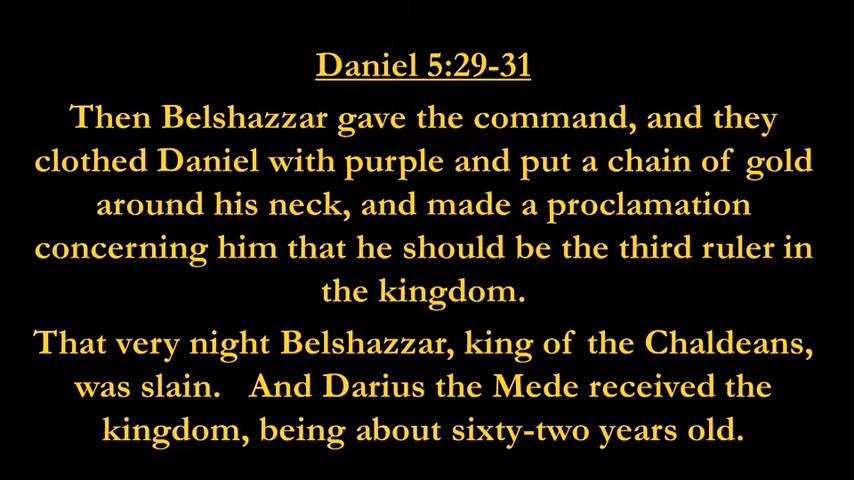 Daniel 5:29-31
Then Belshazzar gave the command, and they
clothed Daniel with purple and put a chain of gold
around his neck, and made a proclamation
concerning him that he should be the third ruler in
the kingdom.
That very night Belshazzar, king of the Chaldeans,
was slain.   And Darius the Mede received the
kingdom, being about sixty-two years old.